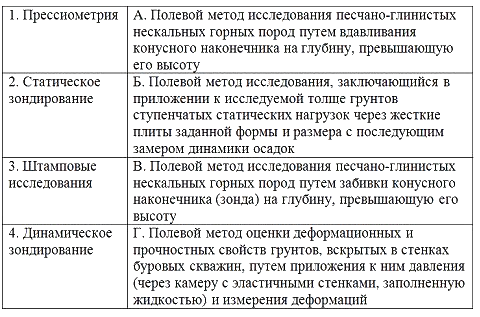 1. Прессиометрия
А. Полевой метод исследования песчано-глинистых
нескальных горных пород путем вдавливания
конусного наконечника на глубину, превышающую
его высоту
2. Статическое
зондирование
Б. Полевой метод исследования, заключающийся в
приложении к исследуемой толще грунтов
ступенчатых статических нагрузок через жесткие
плиты заданной формы и размера с последующим
замером динамики осадок
3. Штамповые
исследования
В. Полевой метод исследования песчано-глинистых
нескальных горных пород путем забивки конусного
наконечника (зонда) на глубину, превышающую его
высоту
4. Динамическое
зондирование
Г. Полевой метод оценки деформационных и
прочностных свойств грунтов, вскрытых в стенках
буровых скважин, путем приложения к ним давления
(через камеру с эластичными стенками, заполненную
жидкостью) и измерения деформаций